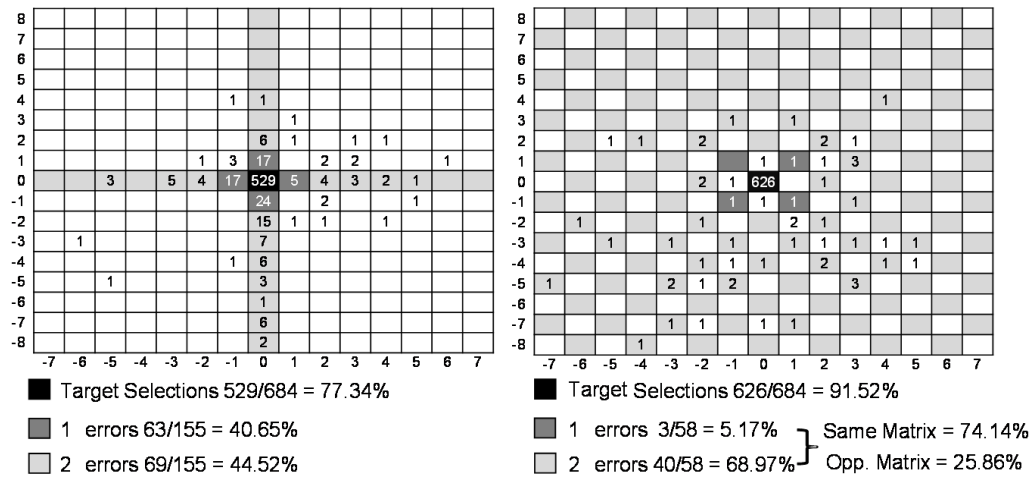 8
7
6
5
4 1 1
3 1
2 6 1 1 1
1 1 3 17 2 2 1
0 3 5 4 17 529 5 4 3 2 1
-1 24 2 1
-2 15 1 1 1
-3 1 7
-4 1 6
-5 1 3
-6 1
-7 6
-8 2
-7 -6 -5 -4 -3 -2 -1 0 1 2 3 4 5 6 7
Target Selections 529/684 = 77.34%
1 errors 63/155 = 40.65%
2 errors 69/155 = 44.52%
8
7
6
5
4 1
3 1 1
2 1 1 2 2 1
1 1 1 1 3
0 2 1 626 1
-1 1 1 1 1
-2 1 1 2 1
-3 1 1 1 1 1 1 1 1
-4 1 1 1 2 1 1
-5 1 2 1 2 3
-6
-7 1 1 1 1
-8 1
-7 -6 -5 -4 -3 -2 -1 0 1 2 3 4 5 6 7
Target Selections 626/684 = 91.52%
1 errors 3/58 = 5.17%
2 errors 40/58 = 68.97%
Same Matrix = 74.14%
Opp. Matrix = 25.86%